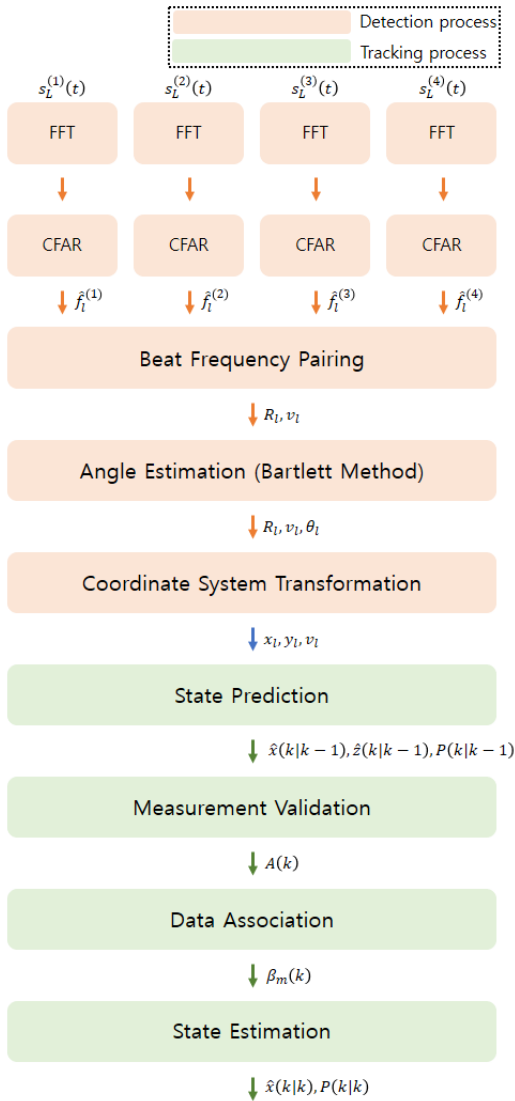 Detection process
Tracking process
s_L^{(1)}(t) s_L^{(2)}(t) s_L^{(3)}(t) s_L^{(4)}(t)
FFT FFT FFT FFT
CFAR CFAR CFAR CFAR
f̂_l^{(1)} f̂_l^{(2)} f̂_l^{(3)} f̂_l^{(4)}
Beat Frequency Pairing
R_l, v_l
Angle Estimation (Bartlett Method)
R_l, v_l, θ_l
Coordinate System Transformation
x_l, y_l, v_l
State Prediction
x̂(k|k − 1), ẑ(k|k − 1), P(k|k − 1)
Measurement Validation
A(k)
Data Association
β_m(k)
State Estimation
x̂(k|k), P(k|k)